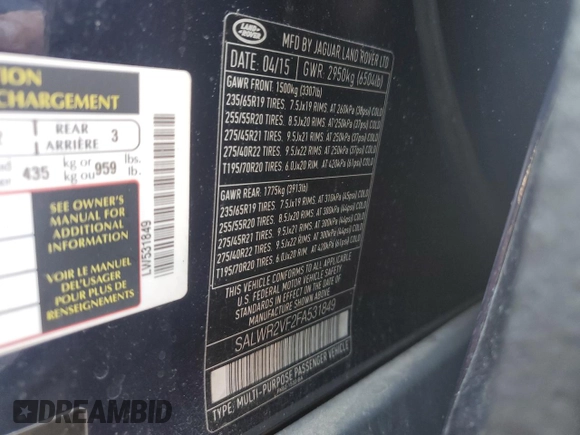 TION
CHARGEMENT
REAR
ARRIÈRE 3
435 kg or
kg ou 959 lbs.
lb.
SEE OWNER'S
MANUAL FOR
ADDITIONAL
INFORMATION
VOIR LE MANUEL
DE L'USAGER
POUR PLUS DE
RENSEIGNEMENTS
LWF531849
LAND ROVER
MFD BY JAGUAR LAND ROVER LTD
DATE 04/15 GWR: 2950kg (6504lb)
GAWR FRONT 1500kg (3307lb)
235/65R19 TIRES 7.5Jx19 RIMS AT 260kPa (38psi) COLD
255/55R20 TIRES 8.5Jx20 RIMS AT 250kPa (37psi) COLD
275/45R21 TIRES 9.5Jx21 RIMS AT 250kPa (37psi) COLD
275/40R22 TIRES 9.5Jx22 RIMS AT 250kPa (37psi) COLD
T195/70R20 TIRES 6.0Jx20 RIM AT 420kPa (61psi) COLD
GAWR REAR: 1775kg (3913lb)
235/65R19 TIRES 7.5Jx19 RIMS AT 310kPa (45psi) COLD
255/55R20 TIRES 8.5Jx20 RIMS AT 300kPa (44psi) COLD
275/45R21 TIRES 9.5Jx21 RIMS AT 300kPa (44psi) COLD
275/40R22 TIRES 9.5Jx22 RIMS AT 300kPa (44psi) COLD
T195/70R20 TIRES 6.0Jx20 RIM AT 420kPa (61psi) COLD
THIS VEHICLE CONFORMS TO ALL APPLICABLE
U.S. FEDERAL MOTOR VEHICLE SAFETY
STANDARDS IN EFFECT ON THE DATE OF
MANUFACTURE SHOWN ABOVE
SALWR2VF2FA531849
TYPE: MULTI-PURPOSE PASSENGER VEHICLE
DREAMBID